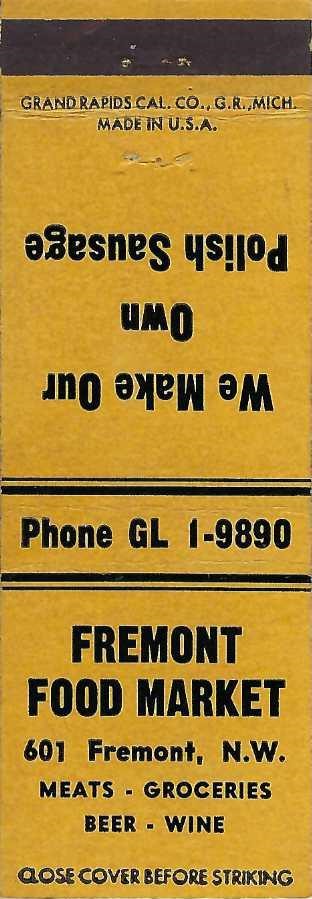 GRAND RAPIDS CAL. CO., G.R., MICH.
MADE IN U.S.A.
We Make Our
Own
Polish Sausage
Phone GL 1-9890
FREMONT
FOOD MARKET
601 Fremont, N.W.
MEATS - GROCERIES
BEER - WINE
CLOSE COVER BEFORE STRIKING